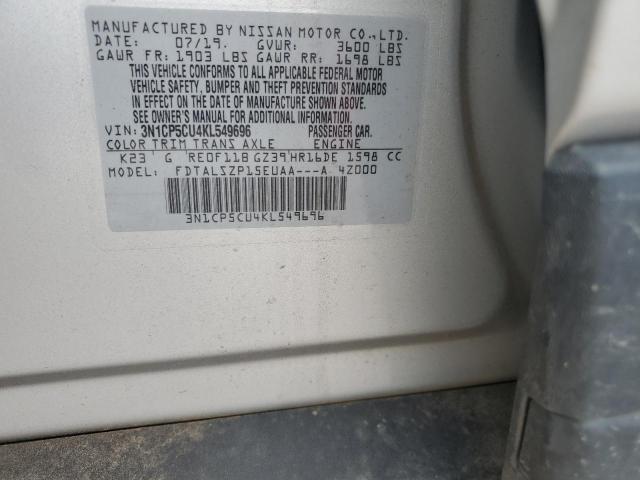 MANUFACTURED BY NISSAN MOTOR CO.,LTD.
DATE: 07/19. GVWR: 3600 LBS
GAWR FR: 1903 LBS GAWR RR: 1698 LBS
THIS VEHICLE CONFORMS TO ALL APPLICABLE FEDERAL MOTOR
VEHICLE SAFETY, BUMPER AND THEFT PREVENTION STANDARDS
IN EFFECT ON THE DATE OF MANUFACTURE SHOWN ABOVE.
SEE OWNER'S MANUAL FOR ADDITIONAL INFORMATION.
VIN: 3N1CP5CU4KL549696 PASSENGER CAR.
COLOR TRIM TRANS AXLE ENGINE
K23 G RE0F11B GZ39 HR16DE 1598 CC
MODEL: FDTALSZP15EUAA---A 4Z000
3N1CP5CU4KL549696